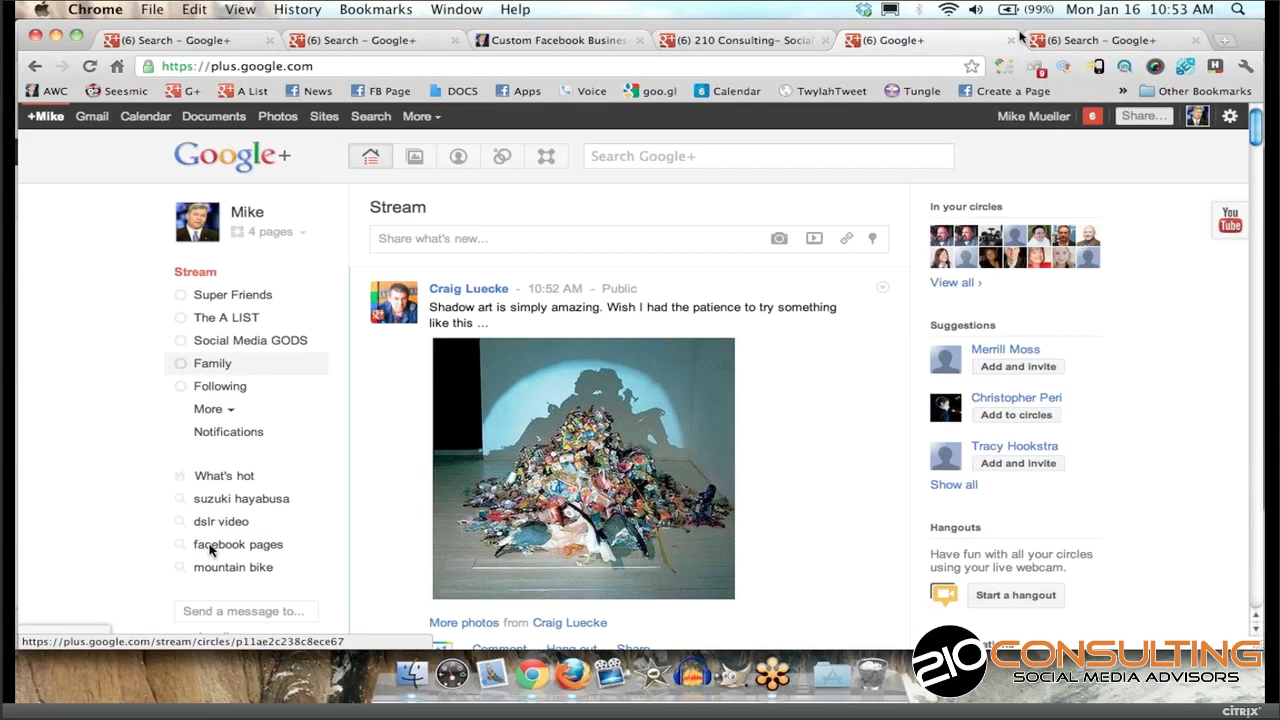 Chrome File Edit View History Bookmarks Window Help (99%) Mon Jan 16 10:53 AM
(6) Search – Google+
(6) Search – Google+
Custom Facebook Busines
(6) 210 Consulting– Social
(6) Google+
(6) Search – Google+
https://plus.google.com
AWC Seesmic G+ A List News FB Page DOCS Apps Voice goo.gl Calendar TwylahTweet Tungle Create a Page » Other Bookmarks
+Mike Gmail Calendar Documents Photos Sites Search More Mike Mueller 6 Share...
Google+
Search Google+
Mike
4 pages
Stream
Super Friends
The A LIST
Social Media GODS
Family
Following
More
Notifications
What's hot
suzuki hayabusa
dslr video
facebook pages
mountain bike
Send a message to...
Stream
Share what's new...
Craig Luecke - 10:52 AM - Public
Shadow art is simply amazing. Wish I had the patience to try something
like this ...
More photos from Craig Luecke
+1 Comment Hang out Share
In your circles
View all ›
Suggestions
Merrill Moss
Add and invite
Christopher Peri
Add to circles
Tracy Hookstra
Add and invite
Show all
Hangouts
Have fun with all your circles
using your live webcam.
Start a hangout
You
Tube
https://plus.google.com/stream/circles/p11ae2c238c8ece67
210 CONSULTING
SOCIAL MEDIA ADVISORS
CITRIX